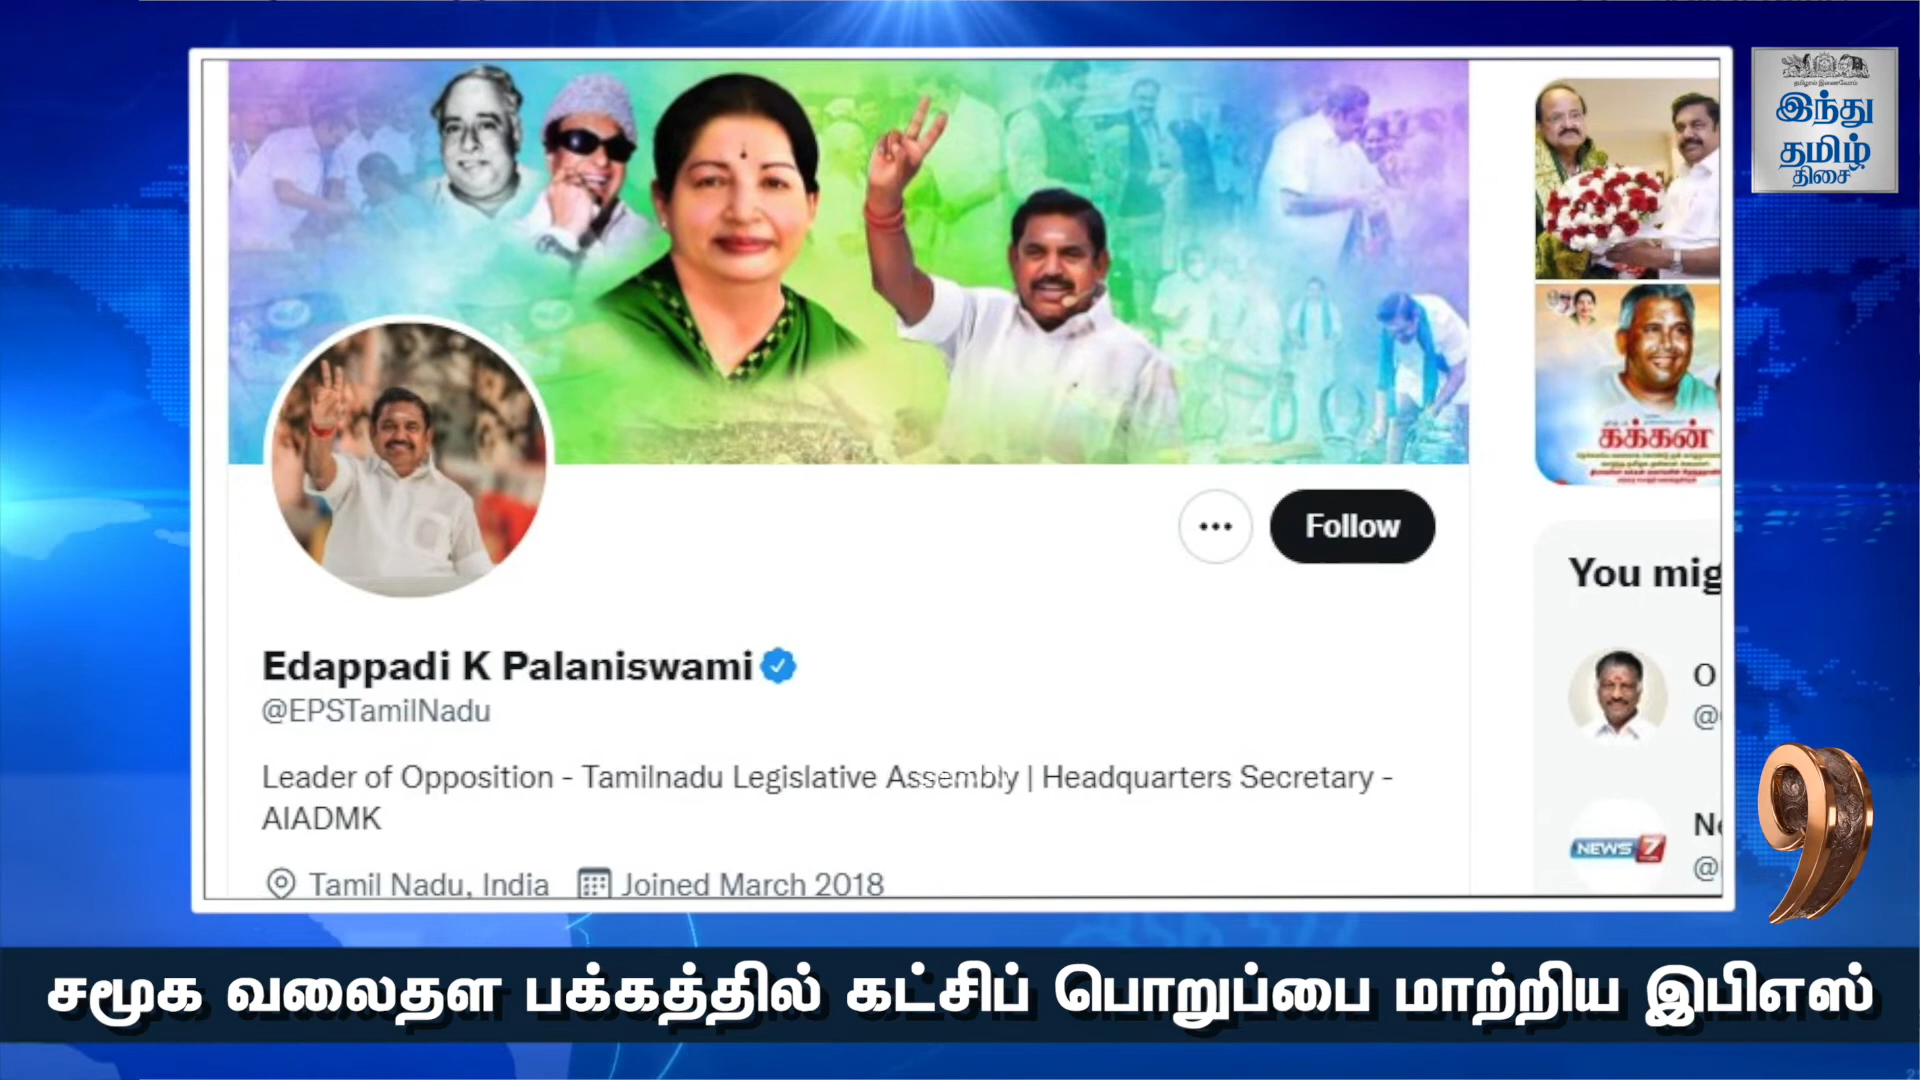 இந்து
தமிழ்
திசை
கக்கன்
Follow
You mig
Edappadi K Palaniswami
@EPSTamilNadu
O
@
Leader of Opposition - Tamilnadu Legislative Assembly | Headquarters Secretary -
AIADMK
NEWS 7
@
Tamil Nadu, India Joined March 2018
9
சமூக வலைதள பக்கத்தில் கட்சிப் பொறுப்பை மாற்றிய இபிஎஸ்